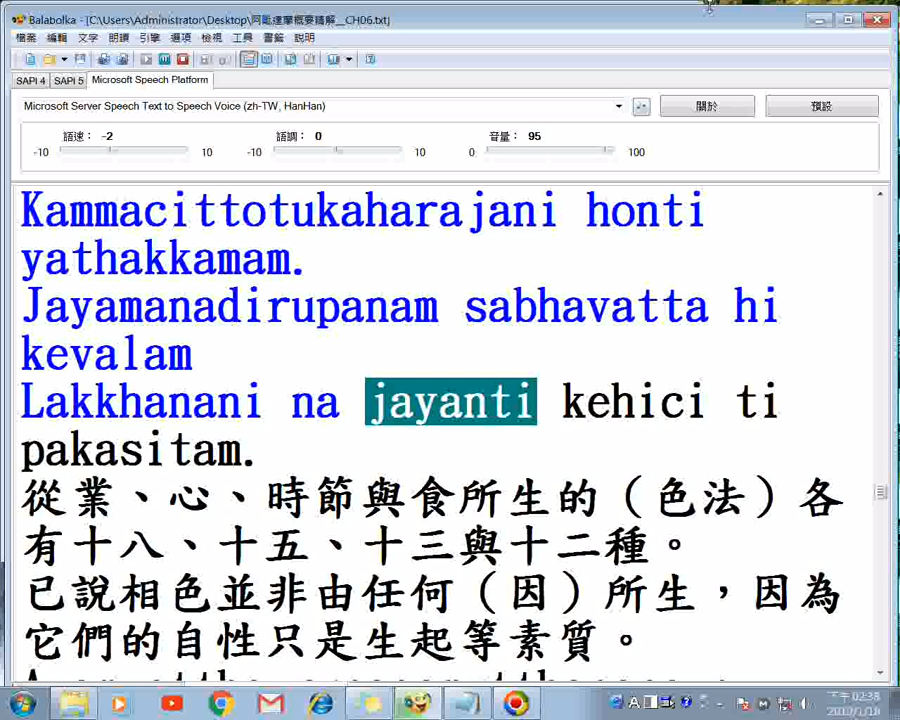 Balabolka - [C:\Users\Administrator\Desktop\阿毗達摩概要精解__CH06.txt]
檔案 編輯 文字 朗讀 引擎 選項 檢視 工具 書籤 說明
SAPI 4 SAPI 5 Microsoft Speech Platform
Microsoft Server Speech Text to Speech Voice (zh-TW, HanHan) 關於 預設
語速： -2 語調： 0 音量： 95
-10 10 -10 10 0 100
Kammacittotukaharajani honti
yathakkamam.
Jayamanadirupanam sabhavatta hi
kevalam
Lakkhanani na jayanti kehici ti
pakasitam.
從業、心、時節與食所生的（色法）各
有十八、十五、十三與十二種。
已說相色並非由任何（因）所生，因為
它們的自性只是生起等素質。
下午 02:38